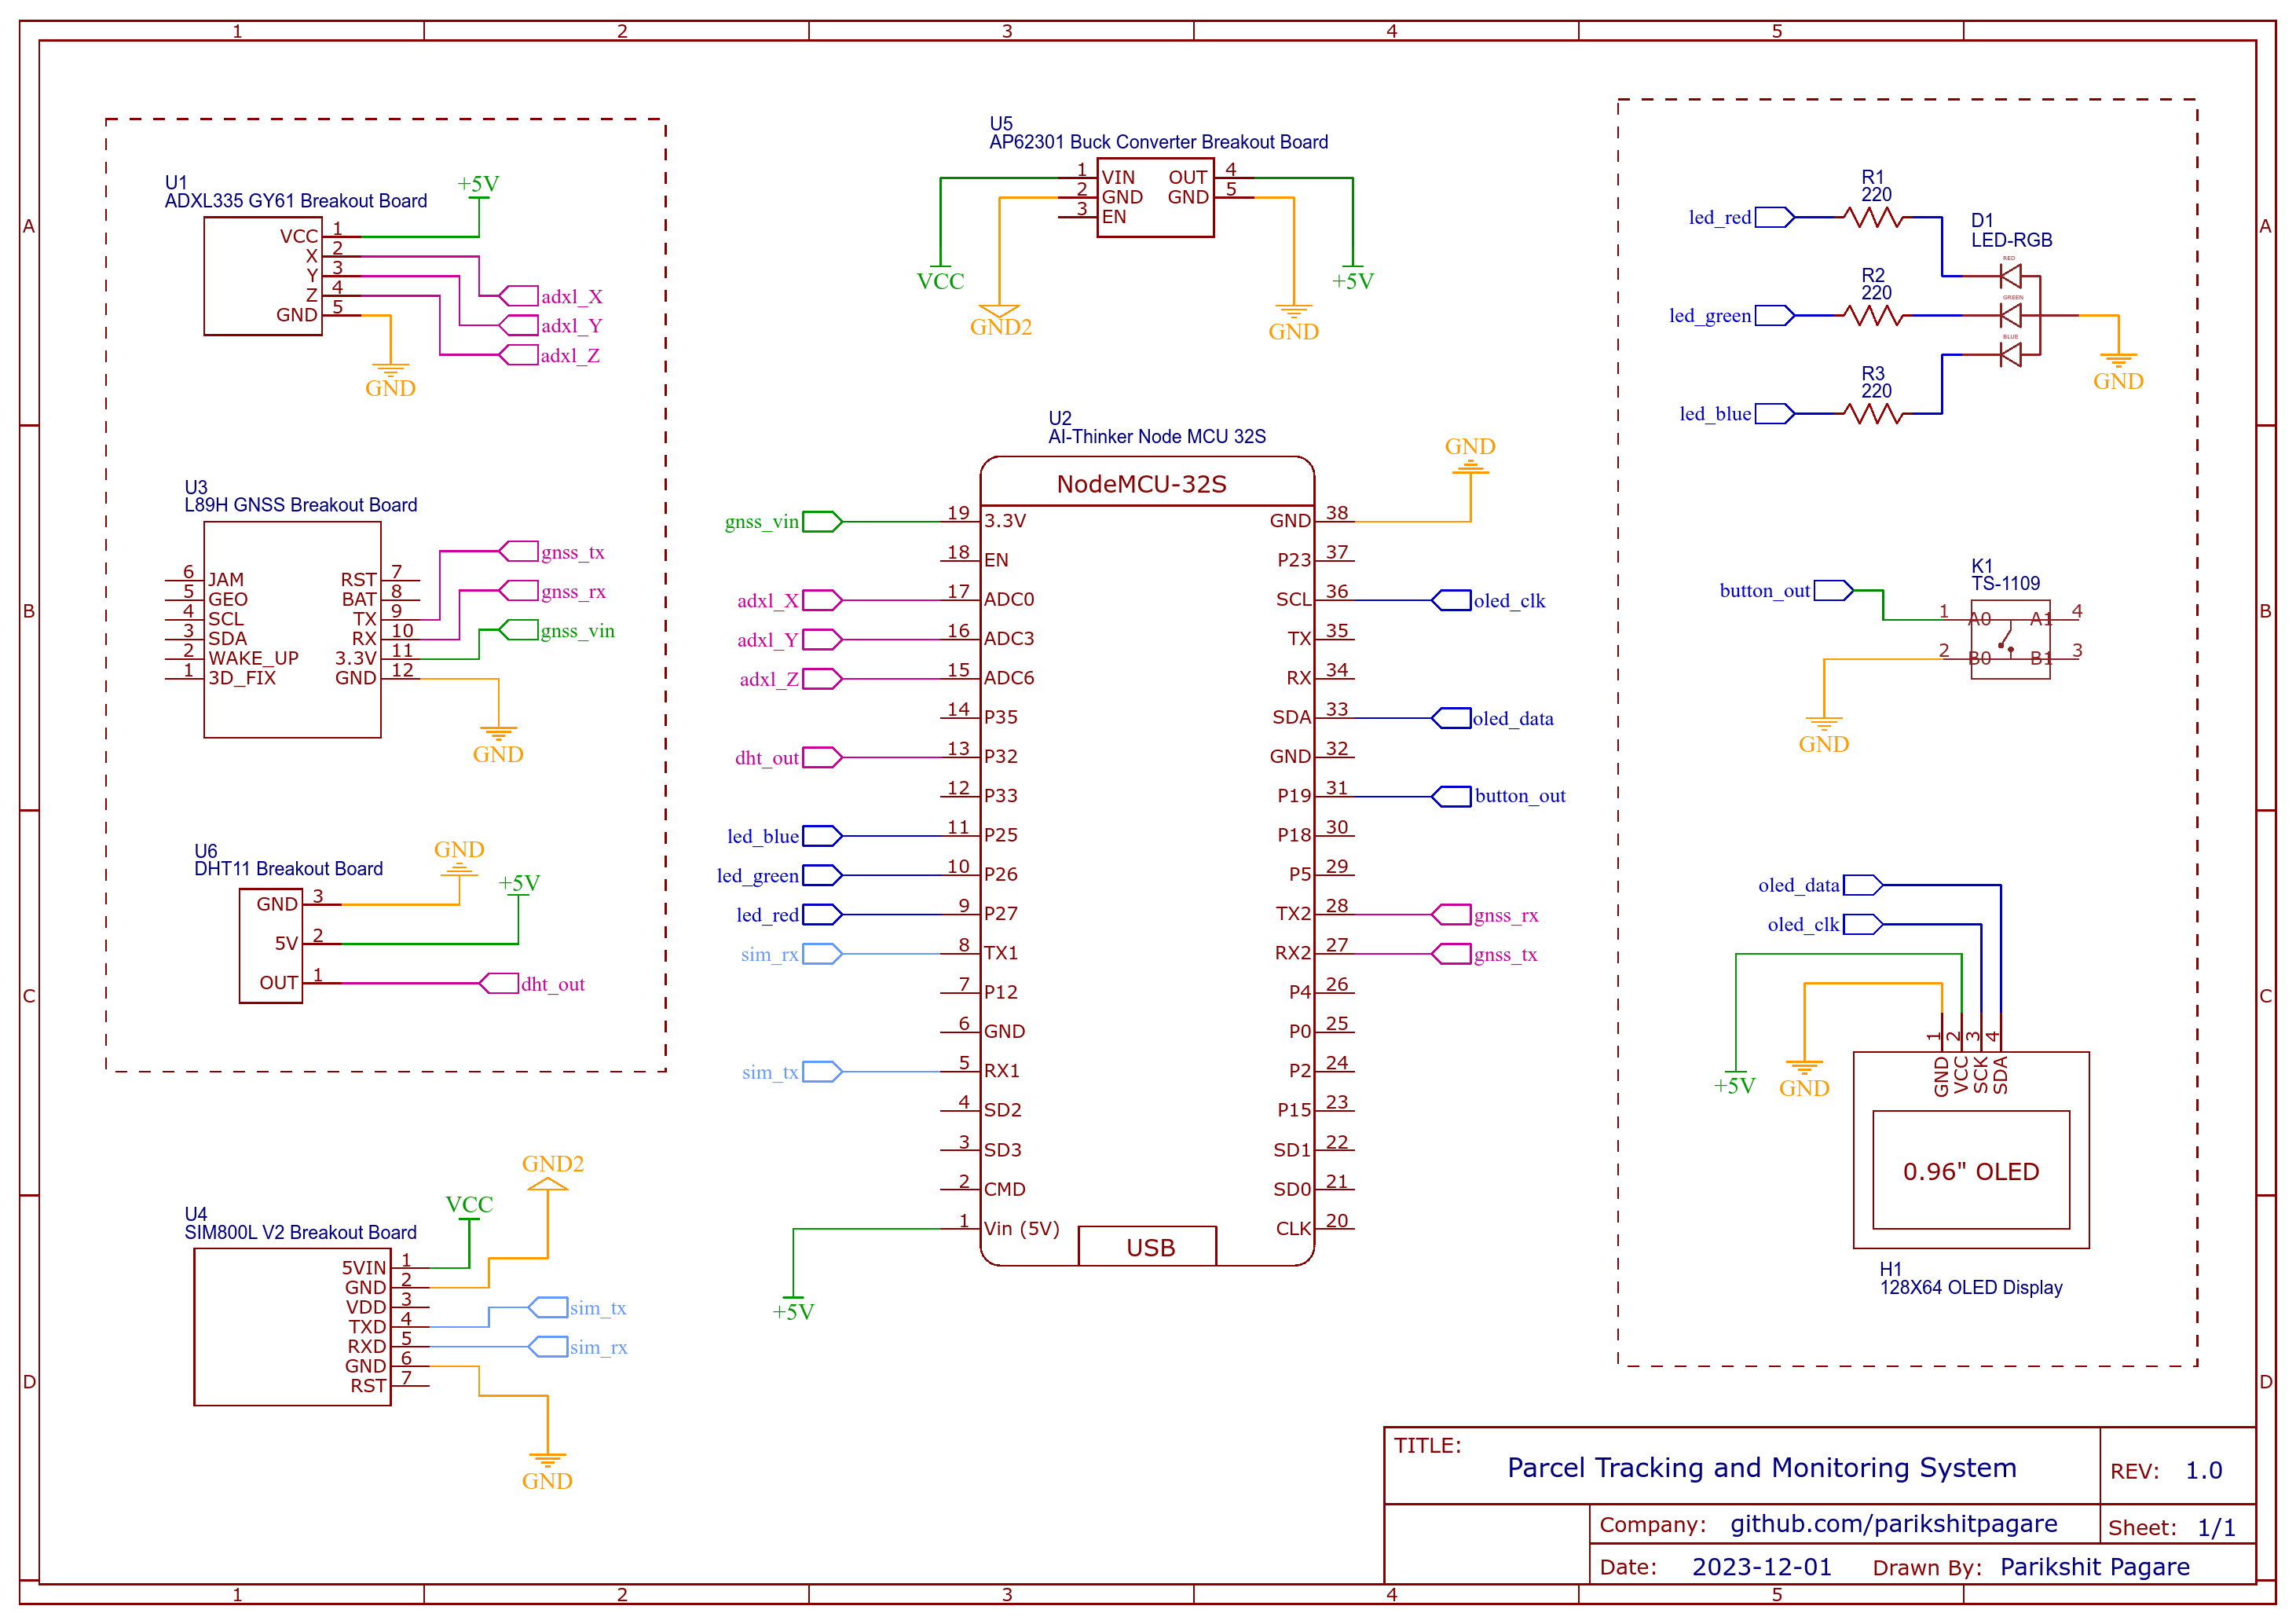 1 2 3 4 5
A
B
C
D
A
B
C
D
1 2 3 4 5
U1
ADXL335 GY61 Breakout Board
+5V
VCC 1
X 2
Y 3
Z 4
GND 5
adxl_X
adxl_Y
adxl_Z
GND
U3
L89H GNSS Breakout Board
6 JAM
5 GEO
4 SCL
3 SDA
2 WAKE_UP
1 3D_FIX
RST 7
BAT 8
TX 9
RX 10
3.3V 11
GND 12
gnss_tx
gnss_rx
gnss_vin
GND
U6
DHT11 Breakout Board
GND
+5V
GND 3
5V 2
OUT 1
dht_out
U4
SIM800L V2 Breakout Board
VCC
GND2
5VIN 1
GND 2
VDD 3
TXD 4
RXD 5
GND 6
RST 7
sim_tx
sim_rx
GND
U5
AP62301 Buck Converter Breakout Board
1 VIN
2 GND
3 EN
OUT 4
GND 5
VCC
GND2
GND
+5V
U2
AI-Thinker Node MCU 32S
NodeMCU-32S
gnss_vin 19 3.3V
18 EN
adxl_X 17 ADC0
adxl_Y 16 ADC3
adxl_Z 15 ADC6
14 P35
dht_out 13 P32
12 P33
led_blue 11 P25
led_green 10 P26
led_red 9 P27
sim_rx 8 TX1
7 P12
6 GND
sim_tx 5 RX1
4 SD2
3 SD3
2 CMD
1 Vin (5V)
+5V
USB
GND
GND 38
P23 37
SCL 36 oled_clk
TX 35
RX 34
SDA 33 oled_data
GND 32
P19 31 button_out
P18 30
P5 29
TX2 28 gnss_rx
RX2 27 gnss_tx
P4 26
P0 25
P2 24
P15 23
SD1 22
SD0 21
CLK 20
R1
220
led_red
R2
220
led_green
R3
220
led_blue
D1
LED-RGB
RED
GREEN
BLUE
GND
K1
TS-1109
button_out
1 A0 A1 4
2 B0 B1 3
GND
oled_data
oled_clk
+5V
GND
1 2 3 4
GND VCC SCK SDA
0.96" OLED
H1
128X64 OLED Display
TITLE:
Parcel Tracking and Monitoring System
REV: 1.0
Company: github.com/parikshitpagare
Sheet: 1/1
Date: 2023-12-01 Drawn By: Parikshit Pagare